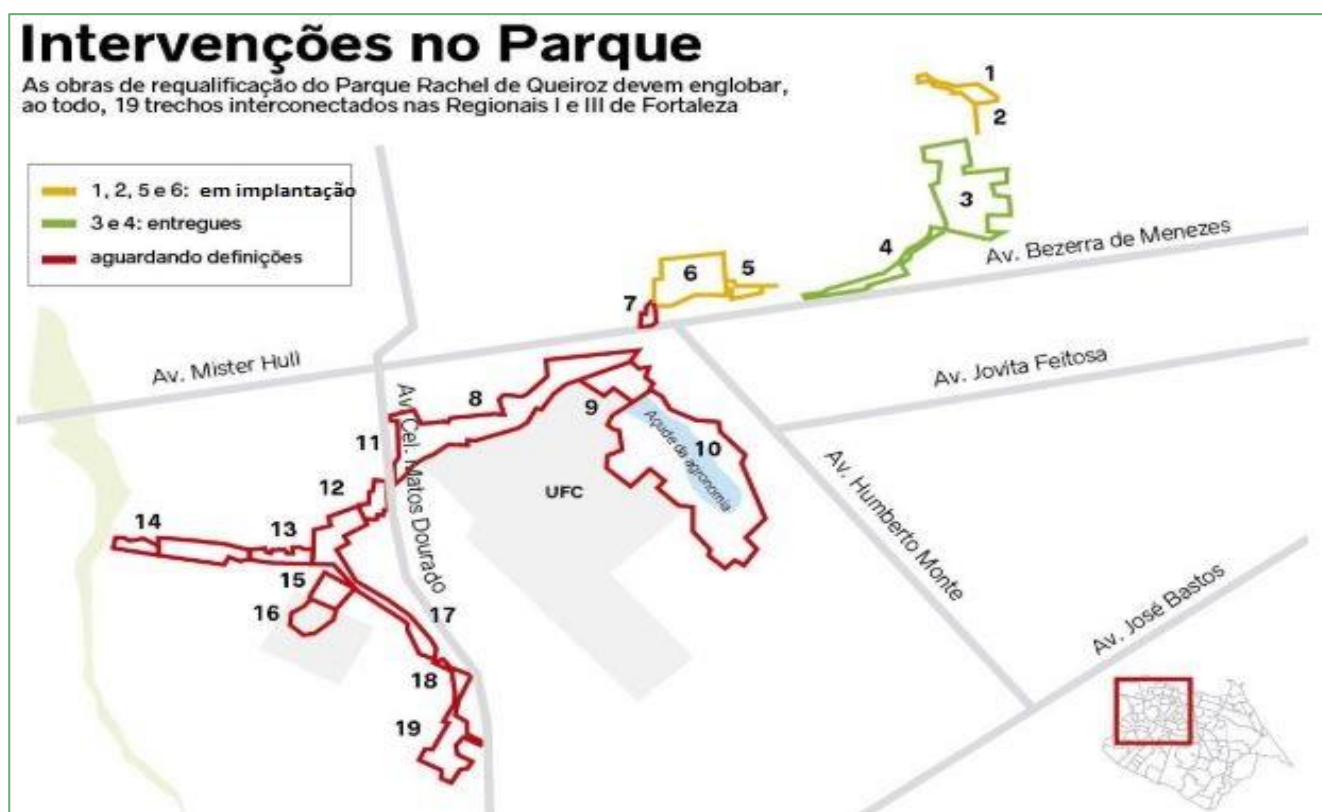 Intervenções no Parque
As obras de requalificação do Parque Rachel de Queiroz devem englobar,
ao todo, 19 trechos interconectados nas Regionais I e III de Fortaleza
1, 2, 5 e 6: em implantação
3 e 4: entregues
aguardando definições
1
2
3
4
Av. Bezerra de Menezes
5
6
7
Av. Mister Hull
Av. Jovita Feitosa
8
9
10
Açude da agronomia
11
Av. Cel. Matos Dourado
UFC
Av. Humberto Monte
12
13
14
15
16
17
18
19
Av. José Bastos